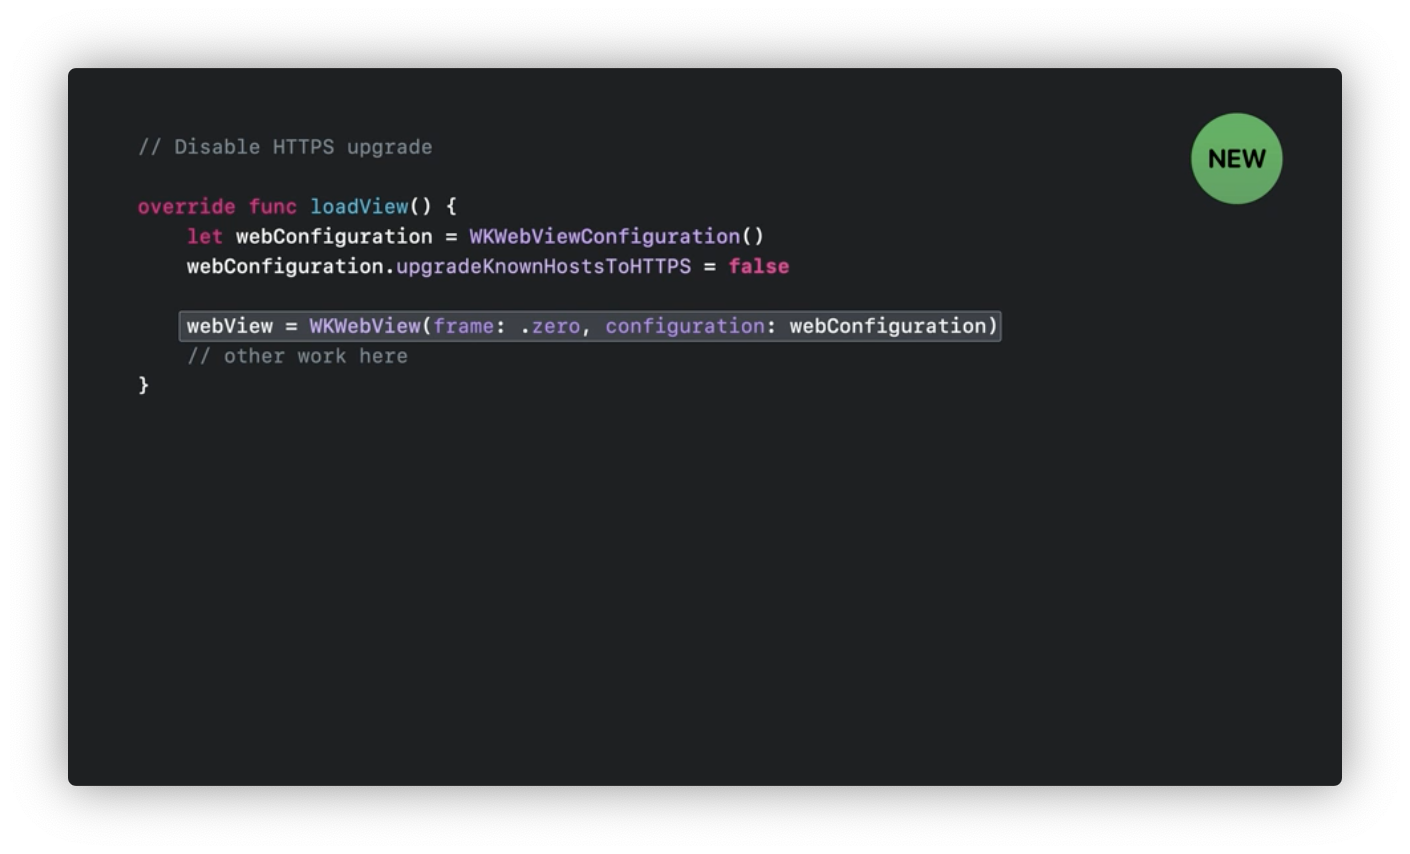 // Disable HTTPS upgrade
NEW
override func loadView() {
    let webConfiguration = WKWebViewConfiguration()
    webConfiguration.upgradeKnownHostsToHTTPS = false
    webView = WKWebView(frame: .zero, configuration: webConfiguration)
    // other work here
}